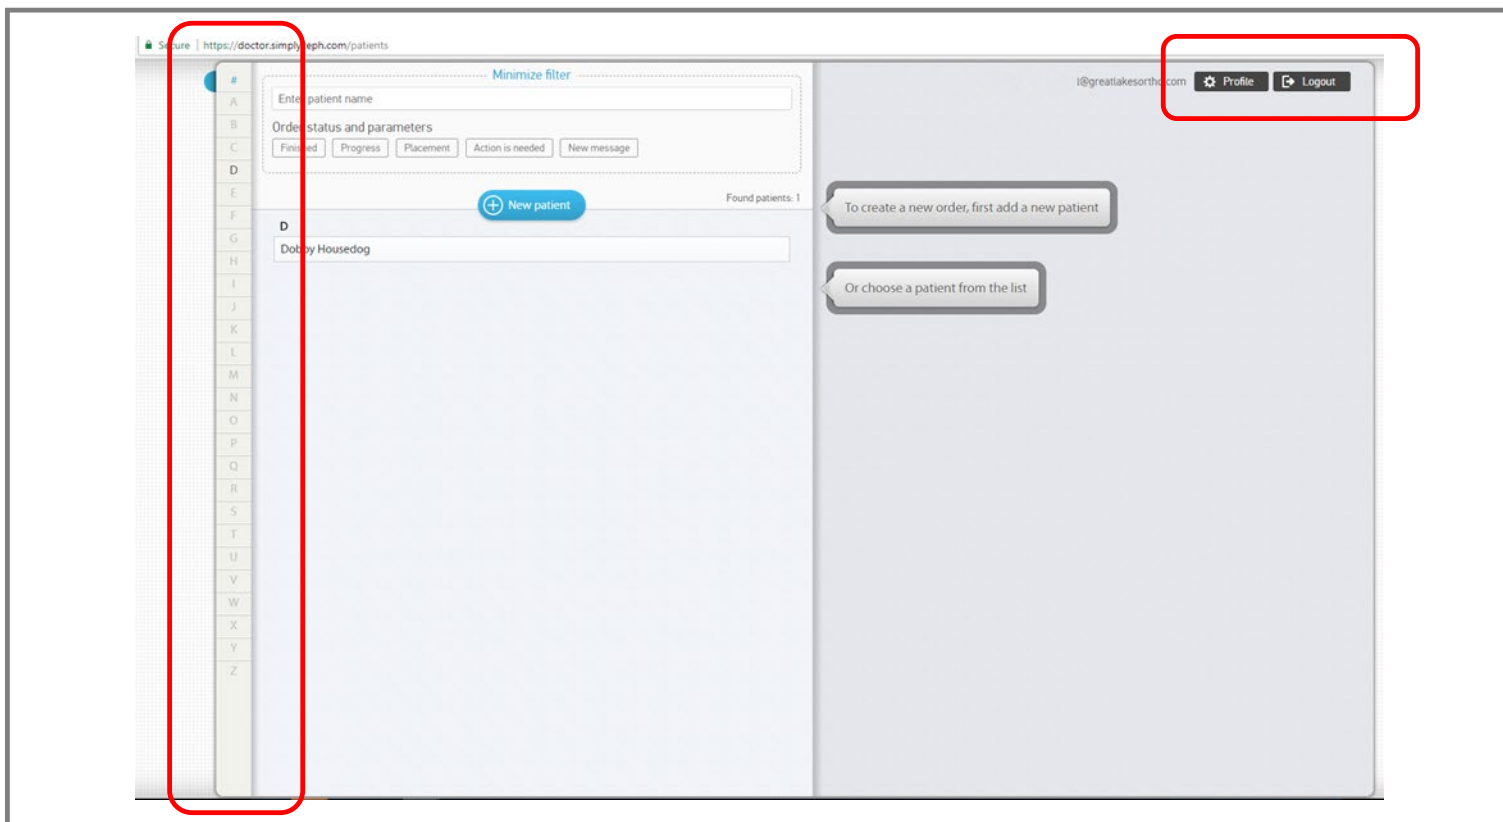 Secure | https://doctor.simplyceph.com/patients
Minimize filter
l@greatlakesortho.com Profile Logout
Enter patient name
Order status and parameters
Finished Progress Placement Action is needed New message
New patient
Found patients: 1
To create a new order, first add a new patient
D
Dobby Housedog
Or choose a patient from the list
#
A
B
C
D
E
F
G
H
I
J
K
L
M
N
O
P
Q
R
S
T
U
V
W
X
Y
Z